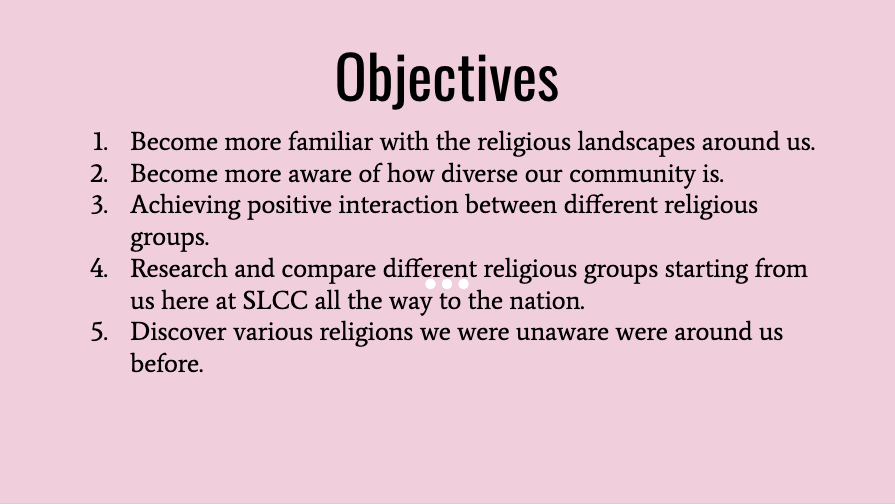 Objectives
1. Become more familiar with the religious landscapes around us.
2. Become more aware of how diverse our community is.
3. Achieving positive interaction between different religious
groups.
4. Research and compare different religious groups starting from
us here at SLCC all the way to the nation.
5. Discover various religions we were unaware were around us
before.